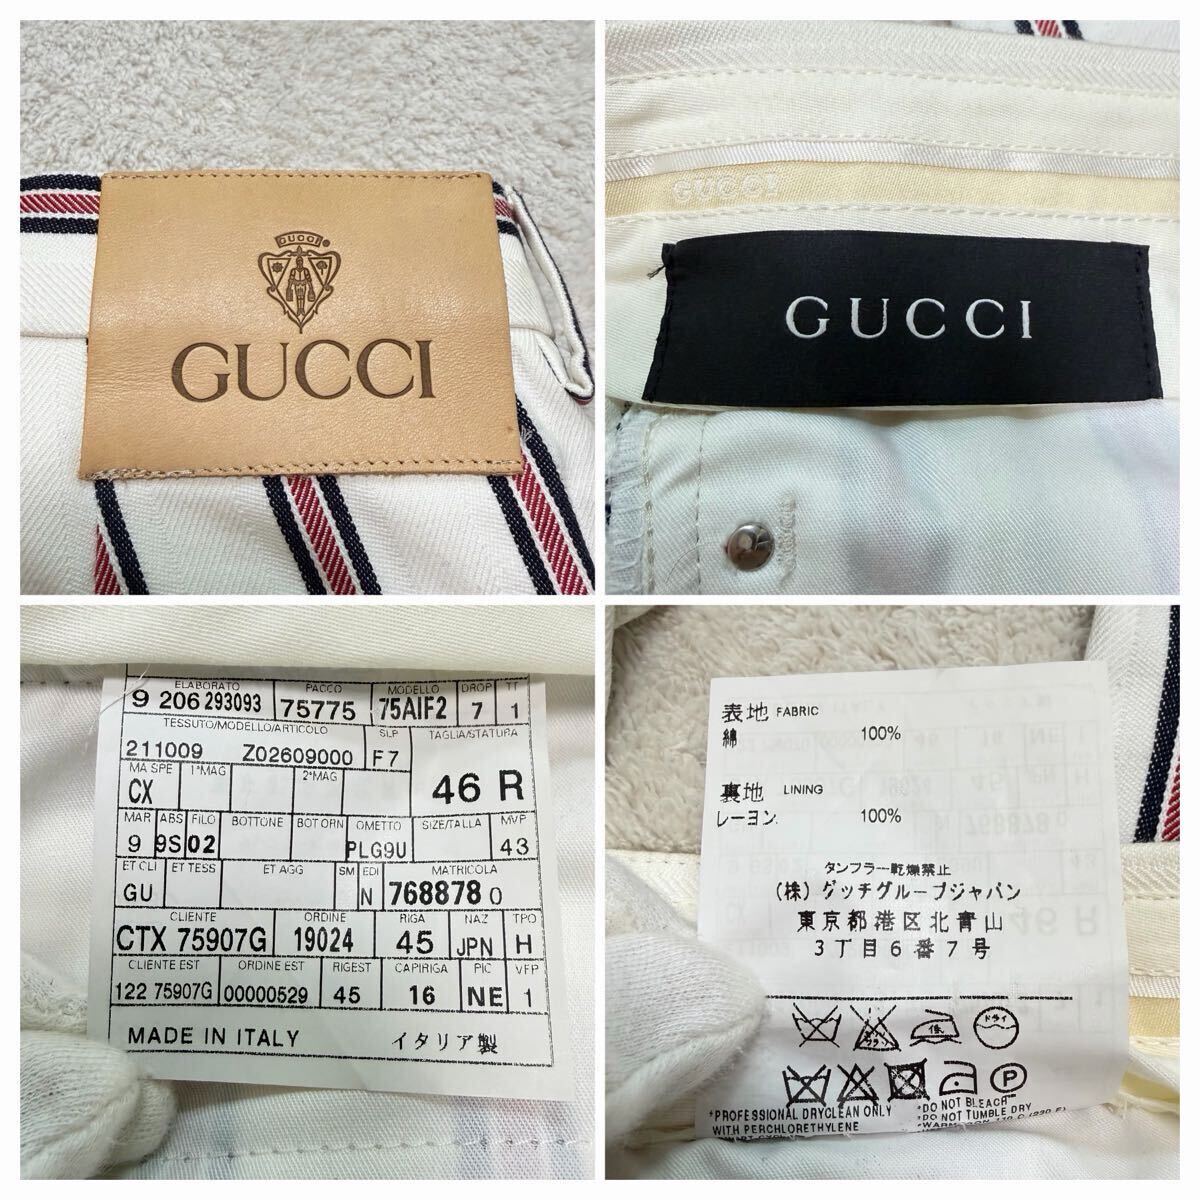 GUCCI
GUCCI
GUCCI
GUCCI
ELABORATO PACCO MODELLO DROP TT
9 206 293093 75775 75AIF2 7 1
TESSUTO/MODELLO/ARTICOLO SLP TAGLIA/STATURA
211009 Z02609000 F7
46 R
MA SPE 1°MAG 2°MAG
CX
MAR ABS FILO BOTTONE BOT ORN OMETTO SIZE/TALLA MVP
9 9S 02 PLG9U 43
ET CLI ET TESS ET AGG SM EDI MATRICOLA
GU N 768878 0
CLIENTE ORDINE RIGA NAZ TPO
CTX 75907G 19024 45 JPN H
CLIENTE EST ORDINE EST RIGEST CAPIRIGA PIC VFP
122 75907G 00000529 45 16 NE 1
MADE IN ITALY イタリア製
表地 FABRIC
綿 100%
裏地 LINING
レーヨン 100%
タンフラー乾燥禁止
(株) グッチグループジャパン
東京都港区北青山
3丁目6番7号
ドライ
P
*PROFESSIONAL DRYCLEAN ONLY
WITH PERCHLORETHYLENE
*DO NOT BLEACH
*DO NOT TUMBLE DRY